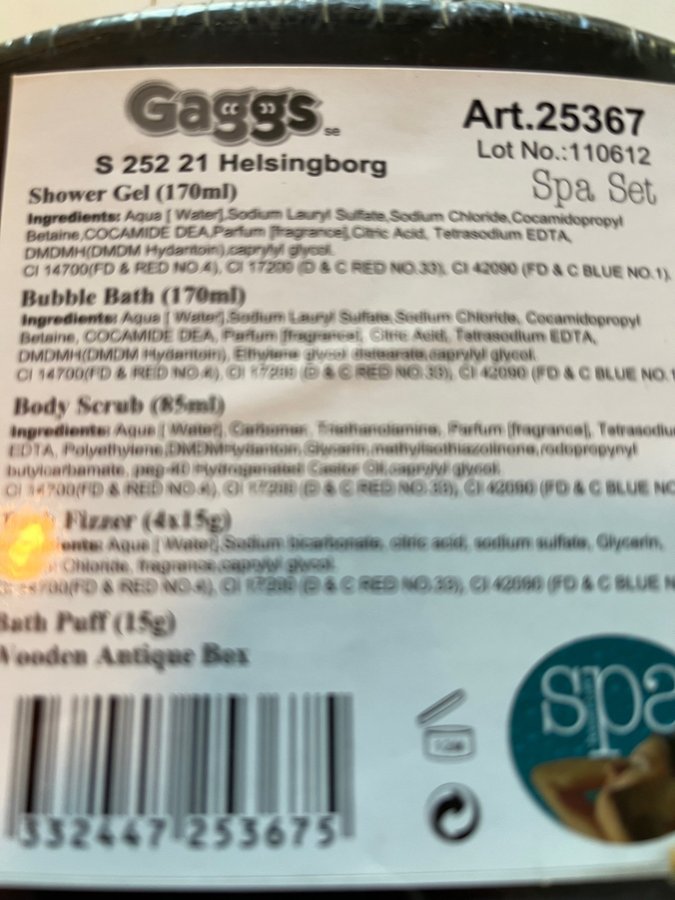 Gaggs se
Art.25367
S 252 21 Helsingborg
Lot No.:110612
Spa Set
Shower Gel (170ml)
Ingredients: Aqua [ Water],Sodium Lauryl Sulfate,Sodium Chloride,Cocamidopropyl
Betaine,COCAMIDE DEA,Parfum [fragrance],Citric Acid, Tetrasodium EDTA,
DMDMH(DMDM Hydantoin),caprylyl glycol.
CI 14700(FD & RED NO.4), CI 17200 (D & C RED NO.33), CI 42090 (FD & C BLUE NO.1).
Bubble Bath (170ml)
Ingredients: Aqua [ Water],Sodium Lauryl Sulfate,Sodium Chloride, Cocamidopropyl
Betaine, COCAMIDE DEA, Parfum [fragrance], Citric Acid, Tetrasodium EDTA,
DMDMH(DMDM Hydantoin), Ethylene glycol distearate,caprylyl glycol.
CI 14700(FD & RED NO.4), CI 17200 (D & C RED NO.33), CI 42090 (FD & C BLUE NO.1
Body Scrub (85ml)
Ingredients: Aqua [ Water], Carbomer, Triethanolamine, Parfum [fragrance], Tetrasodiu
EDTA, Polyethylene,DMDMHydantoin,Glycerin,methylisothiazolinone,rodopropynyl
butylcarbamate, peg-40 Hydrogenated Castor Oil,caprylyl glycol.
CI 14700(FD & RED NO.4), CI 17200 (D & C RED NO.33), CI 42090 (FD & C BLUE NO
Fizzer (4x15g)
ients: Aqua [ Water],Sodium bicarbonate, citric acid, sodium sulfate, Glycerin,
Chloride, fragrance,caprylyl glycol.
(FD & RED NO.4), CI 17200 (D & C RED NO.33), CI 42090 (FD & C BLUE N
Bath Puff (15g)
Wooden Antique Box
332447 253675
spa